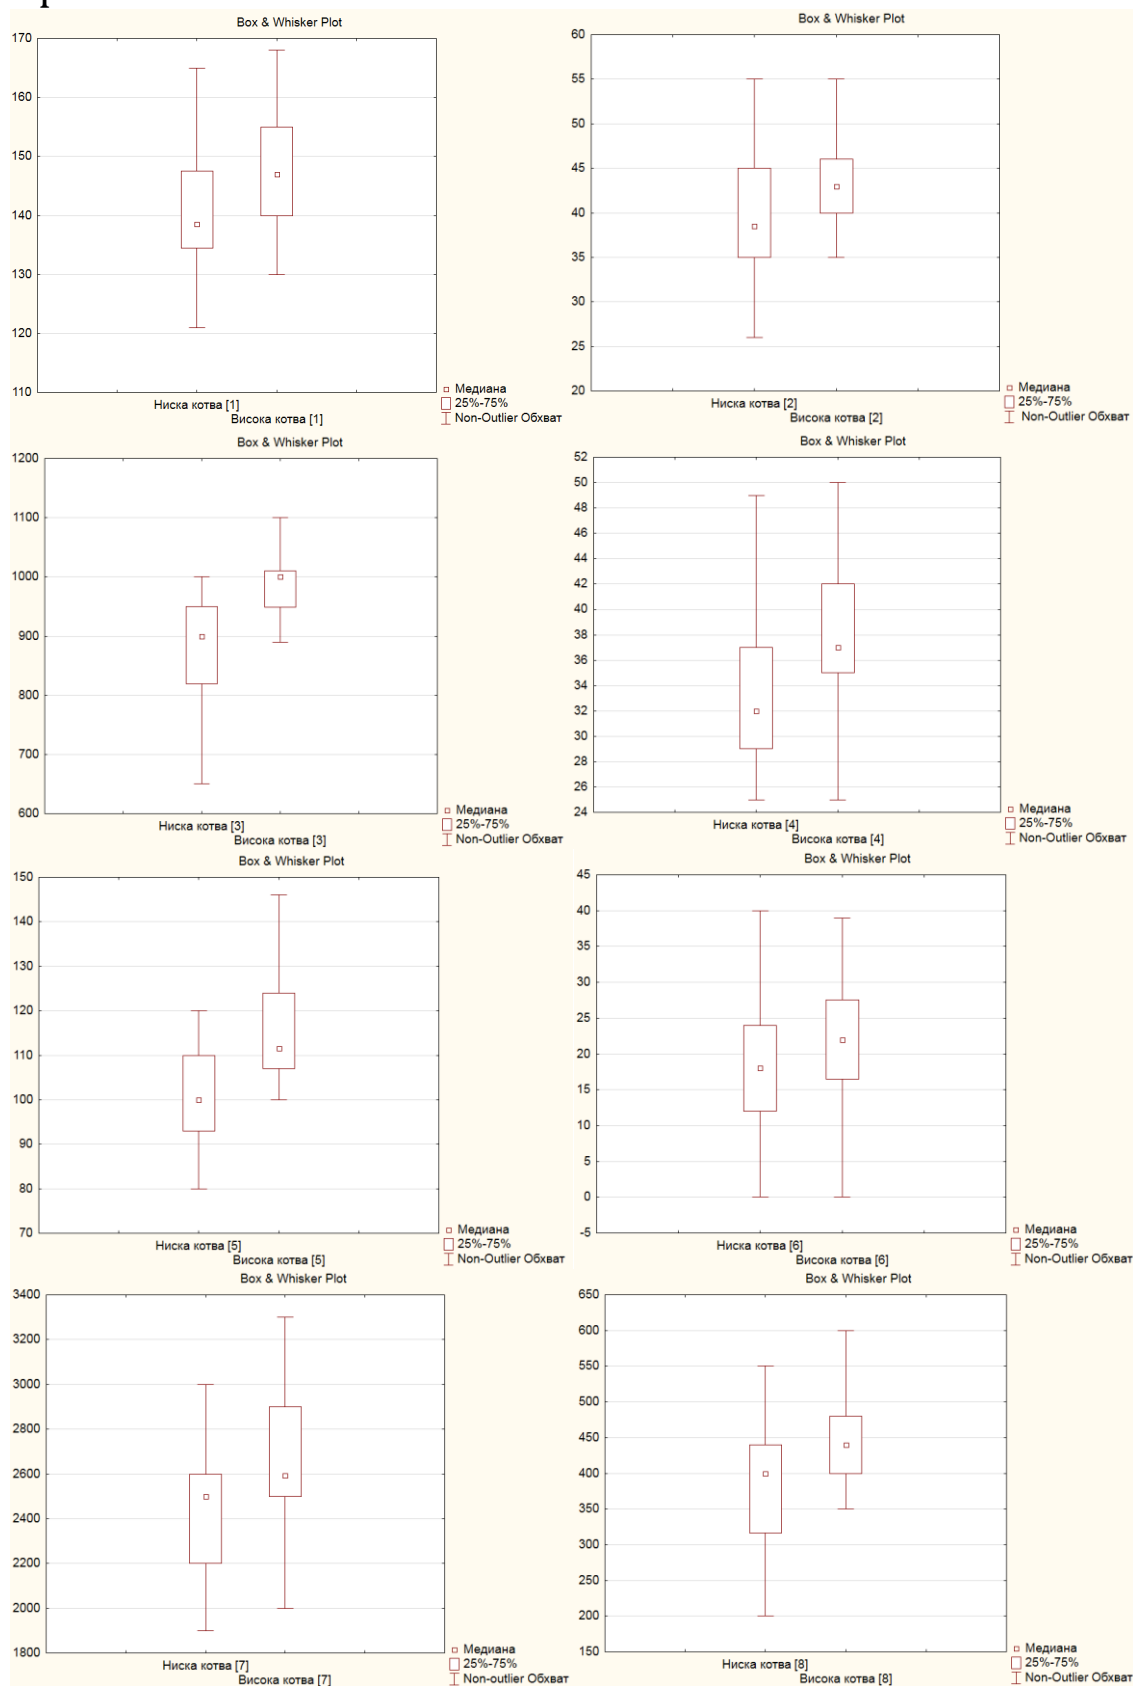 Box & Whisker Plot
170
160
150
140
130
120
110
Ниска котва [1]
Висока котва [1]
Медиана
25%-75%
Non-Outlier Обхват
Box & Whisker Plot
60
55
50
45
40
35
30
25
20
Ниска котва [2]
Висока котва [2]
Медиана
25%-75%
Non-Outlier Обхват
Box & Whisker Plot
1200
1100
1000
900
800
700
600
Ниска котва [3]
Висока котва [3]
Медиана
25%-75%
Non-Outlier Обхват
Box & Whisker Plot
52
50
48
46
44
42
40
38
36
34
32
30
28
26
24
Ниска котва [4]
Висока котва [4]
Медиана
25%-75%
Non-Outlier Обхват
Box & Whisker Plot
150
140
130
120
110
100
90
80
70
Ниска котва [5]
Висока котва [5]
Медиана
25%-75%
Non-Outlier Обхват
Box & Whisker Plot
45
40
35
30
25
20
15
10
5
0
-5
Ниска котва [6]
Висока котва [6]
Медиана
25%-75%
Non-Outlier Обхват
Box & Whisker Plot
3400
3200
3000
2800
2600
2400
2200
2000
1800
Ниска котва [7]
Висока котва [7]
Медиана
25%-75%
Non-outlier Обхват
Box & Whisker Plot
650
600
550
500
450
400
350
300
250
200
150
Ниска котва [8]
Висока котва [8]
Медиана
25%-75%
Non-Outlier Обхват